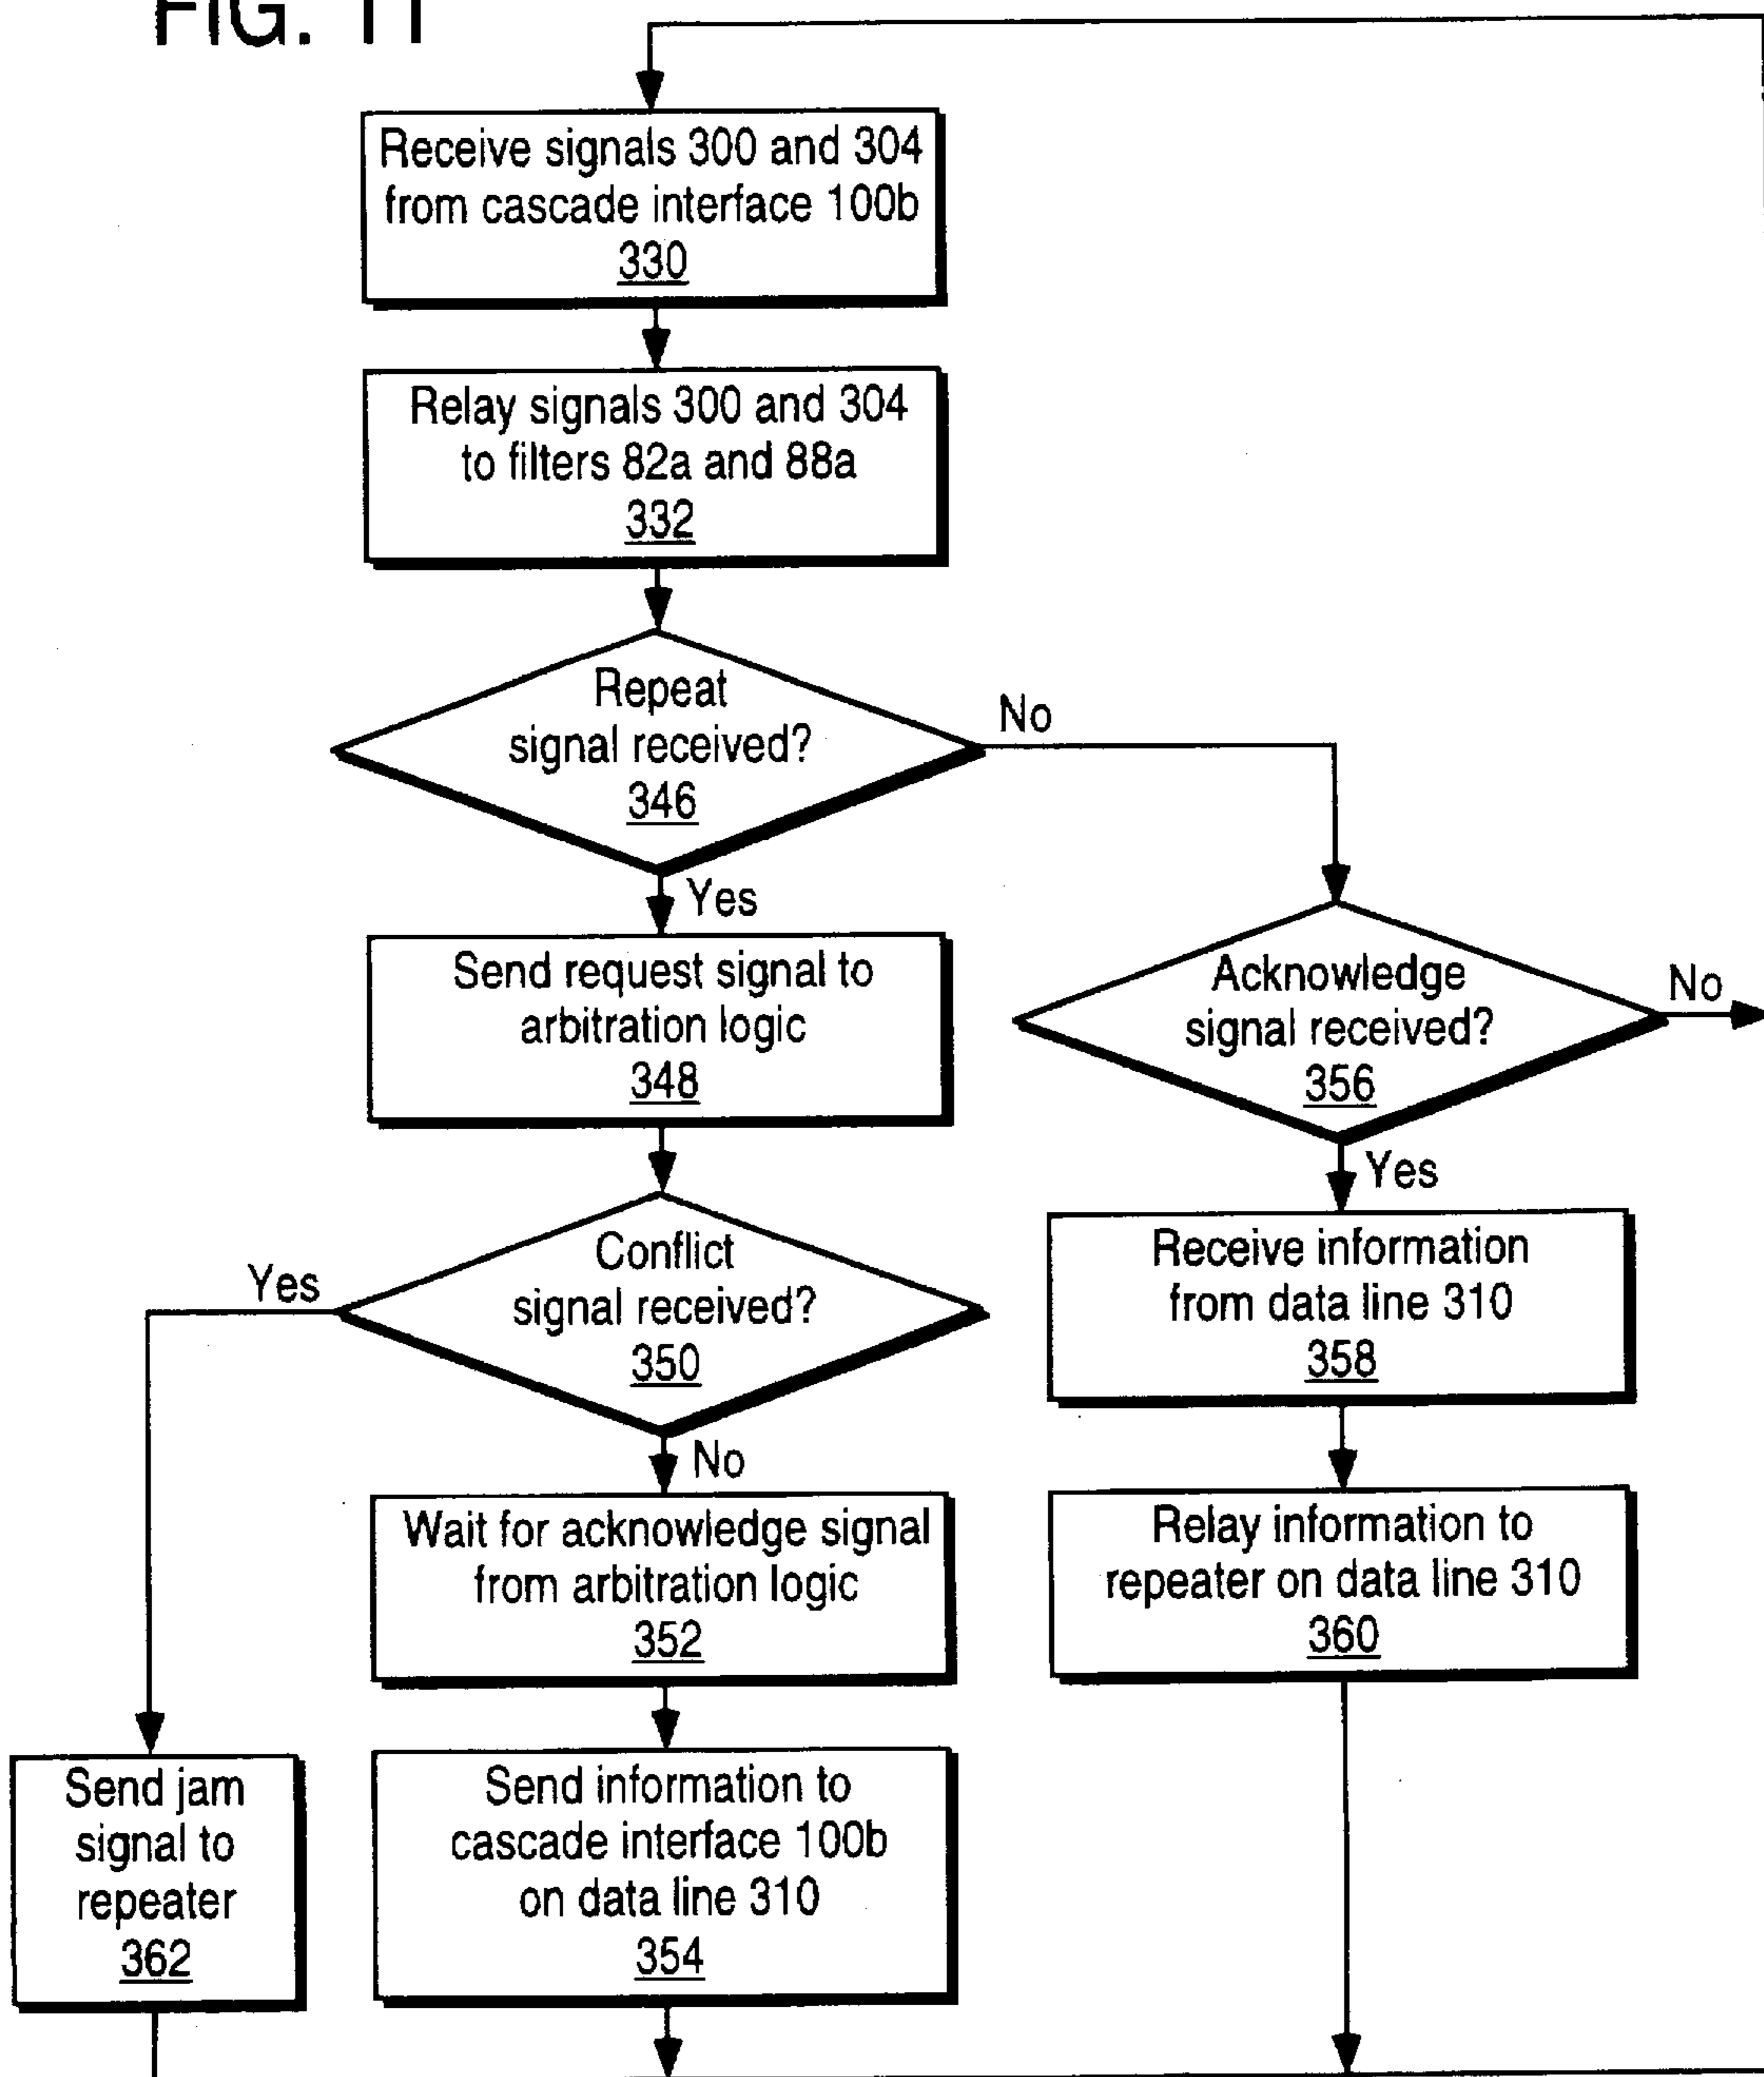 FIG. 11
Receive signals 300 and 304
from cascade interface 100b
330
Relay signals 300 and 304
to filters 82a and 88a
332
Repeat
signal received?
346
No
Yes
Send request signal to
arbitration logic
348
Acknowledge
signal received?
356
No
Yes
Conflict
signal received?
350
Yes
No
Receive information
from data line 310
358
Wait for acknowledge signal
from arbitration logic
352
Relay information to
repeater on data line 310
360
Send jam
signal to
repeater
362
Send information to
cascade interface 100b
on data line 310
354